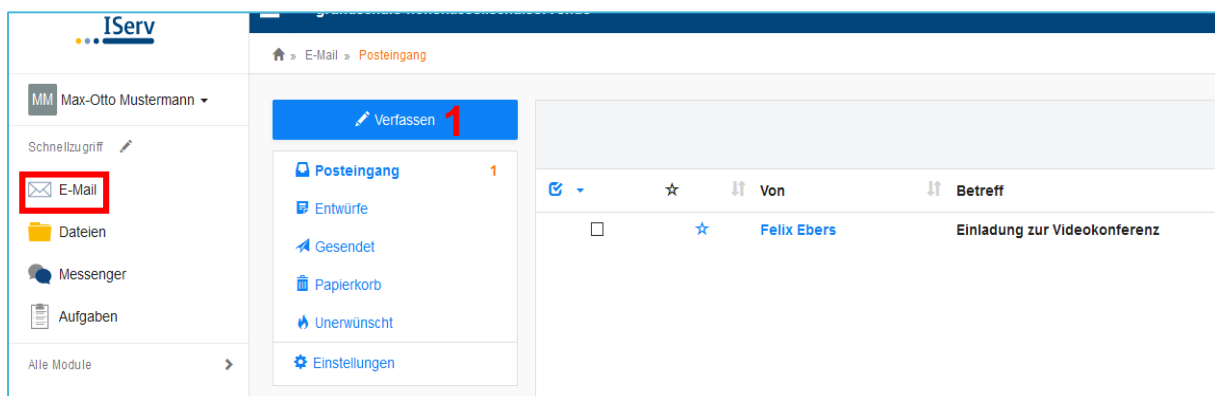 IServ
E-Mail » Posteingang
MM Max-Otto Mustermann
Schnellzugriff
E-Mail
Dateien
Messenger
Aufgaben
Alle Module
Verfassen 1
Posteingang 1
Entwürfe
Gesendet
Papierkorb
Unerwünscht
Einstellungen
Von Betreff
Felix Ebers Einladung zur Videokonferenz